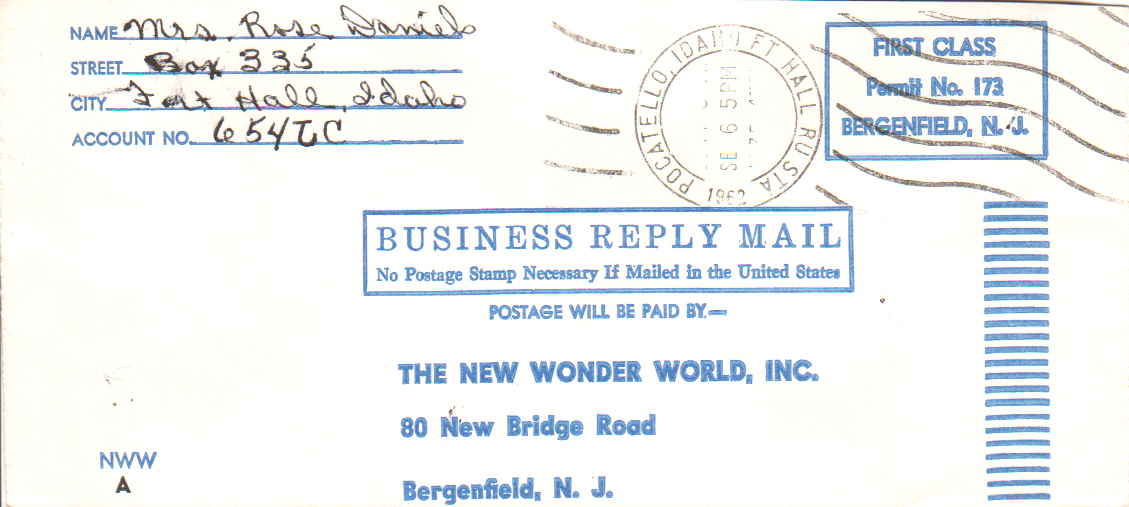 NAME Mrs. Rose Daniels
STREET Box 335
CITY Fort Hall, Idaho
ACCOUNT NO. 654TC
POCATELLO, IDAHO FT HALL RU STA
SE 6 5PM
1962
FIRST CLASS
Permit No. 173
BERGENFIELD, N. J.
BUSINESS REPLY MAIL
No Postage Stamp Necessary If Mailed in the United States
POSTAGE WILL BE PAID BY—
THE NEW WONDER WORLD, INC.
80 New Bridge Road
Bergenfield, N. J.
NWW
A